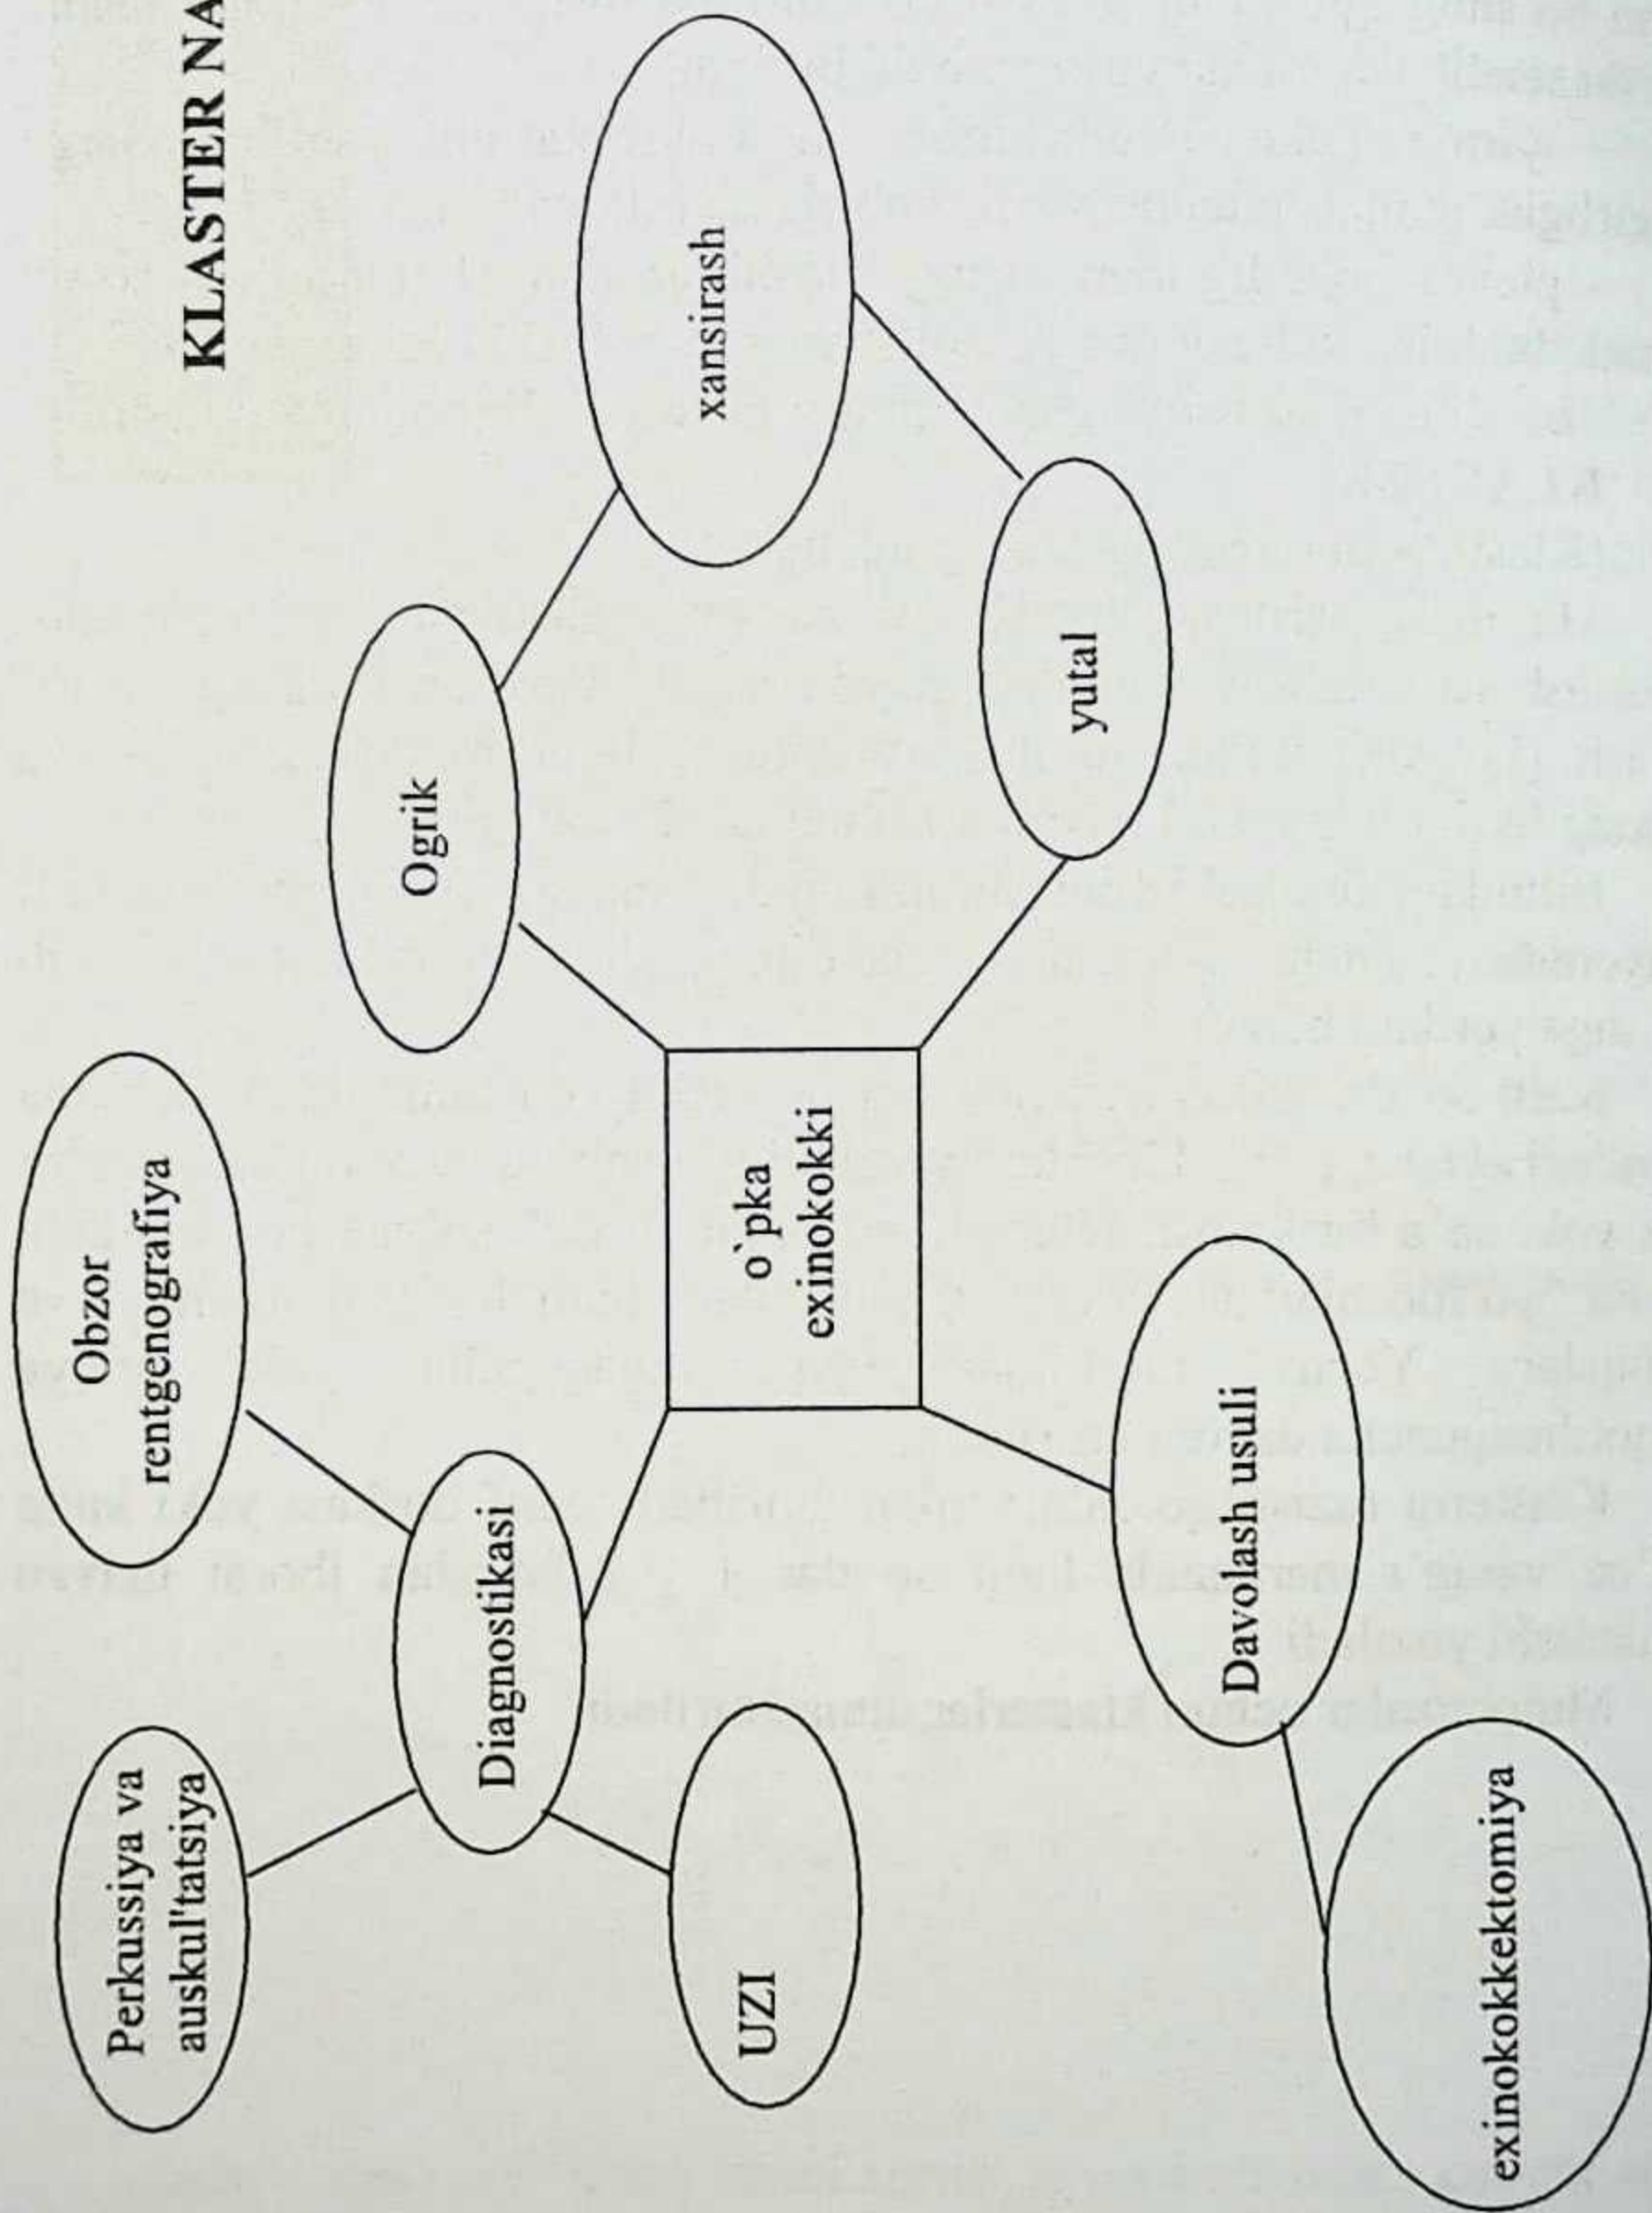 KLASTER NA
Perkussiya va
auskul'tatsiya
Obzor
rentgenografiya
Diagnostikasi
Ogrik
UZI
o`pka
exinokokki
xansirash
yutal
Davolash usuli
exinokokkektomiya